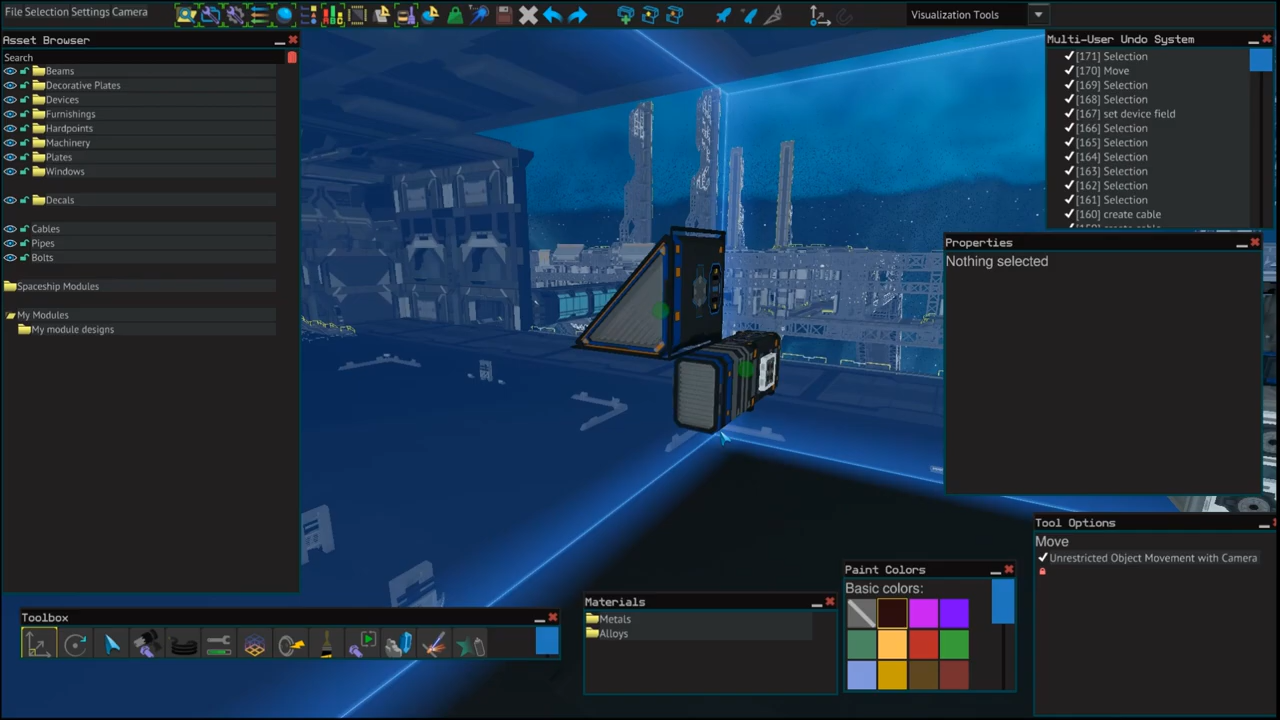 File Selection Settings Camera
Visualization Tools
Asset Browser
Search
Beams
Decorative Plates
Devices
Furnishings
Hardpoints
Machinery
Plates
Windows
Decals
Cables
Pipes
Bolts
Spaceship Modules
My Modules
My module designs
Multi-User Undo System
[171] Selection
[170] Move
[169] Selection
[168] Selection
[167] set device field
[166] Selection
[165] Selection
[164] Selection
[163] Selection
[162] Selection
[161] Selection
[160] create cable
Properties
Nothing selected
Tool Options
Move
Unrestricted Object Movement with Camera
Paint Colors
Basic colors:
Materials
Metals
Alloys
Toolbox